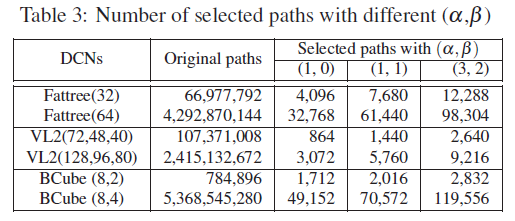 Table 3: Number of selected paths with different (α,β)
DCNs Original paths Selected paths with (α,β)
(1, 0) (1, 1) (3, 2)
Fattree(32) 66,977,792 4,096 7,680 12,288
Fattree(64) 4,292,870,144 32,768 61,440 98,304
VL2(72,48,40) 107,371,008 864 1,440 2,640
VL2(128,96,80) 2,415,132,672 3,072 5,760 9,216
BCube (8,2) 784,896 1,712 2,016 2,832
BCube (8,4) 5,368,545,280 49,152 70,572 119,556